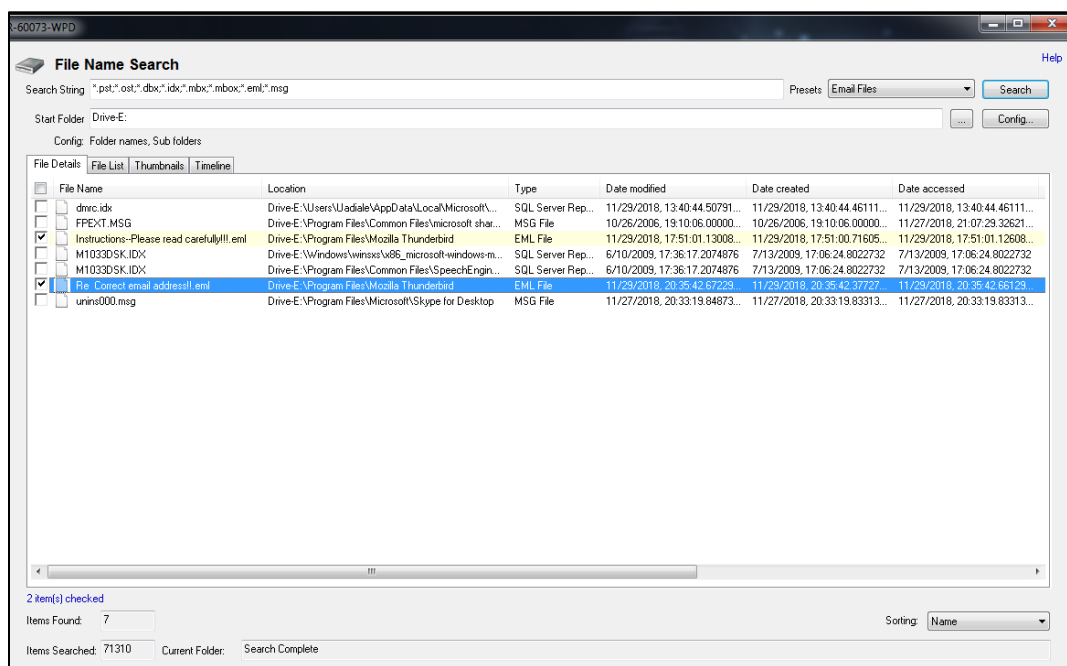 R-60073-WPD
File Name Search
Help
Search String *.pst;*.ost;*.dbx;*.idx;*.mbx;*.mbox;*.eml;*.msg Presets Email Files Search
Start Folder Drive-E: ... Config...
Config: Folder names, Sub folders
File Details File List Thumbnails Timeline
File Name Location Type Date modified Date created Date accessed
dmrc.idx Drive-E:\Users\Uadiale\AppData\Local\Microsoft\... SQL Server Rep... 11/29/2018, 13:40:44.50791... 11/29/2018, 13:40:44.46111... 11/29/2018, 13:40:44.46111...
FPEXT.MSG Drive-E:\Program Files\Common Files\microsoft shar... MSG File 10/26/2006, 19:10:06.00000... 10/26/2006, 19:10:06.00000... 11/27/2018, 21:07:29.32621...
Instructions--Please read carefully!!!.eml Drive-E:\Program Files\Mozilla Thunderbird EML File 11/29/2018, 17:51:01.13008... 11/29/2018, 17:51:00.71605... 11/29/2018, 17:51:01.12608...
M1033DSK.IDX Drive-E:\Windows\winsxs\x86_microsoft-windows-m... SQL Server Rep... 6/10/2009, 17:36:17.2074876 7/13/2009, 17:06:24.8022732 7/13/2009, 17:06:24.8022732
M1033DSK.IDX Drive-E:\Program Files\Common Files\SpeechEngin... SQL Server Rep... 6/10/2009, 17:36:17.2074876 7/13/2009, 17:06:24.8022732 7/13/2009, 17:06:24.8022732
Re_ Correct email address!!.eml Drive-E:\Program Files\Mozilla Thunderbird EML File 11/29/2018, 20:35:42.67229... 11/29/2018, 20:35:42.37727... 11/29/2018, 20:35:42.66129...
unins000.msg Drive-E:\Program Files\Microsoft\Skype for Desktop MSG File 11/27/2018, 20:33:19.84873... 11/27/2018, 20:33:19.83313... 11/27/2018, 20:33:19.83313...
2 item(s) checked
Items Found: 7 Sorting: Name
Items Searched: 71310 Current Folder: Search Complete